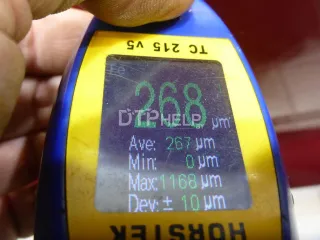 TC 215 v5
268 µm
DTPHELP
Ave: 267 µm
Min: 0 µm
Max: 1168 µm
Dev: ± 10 µm
HORSTEK